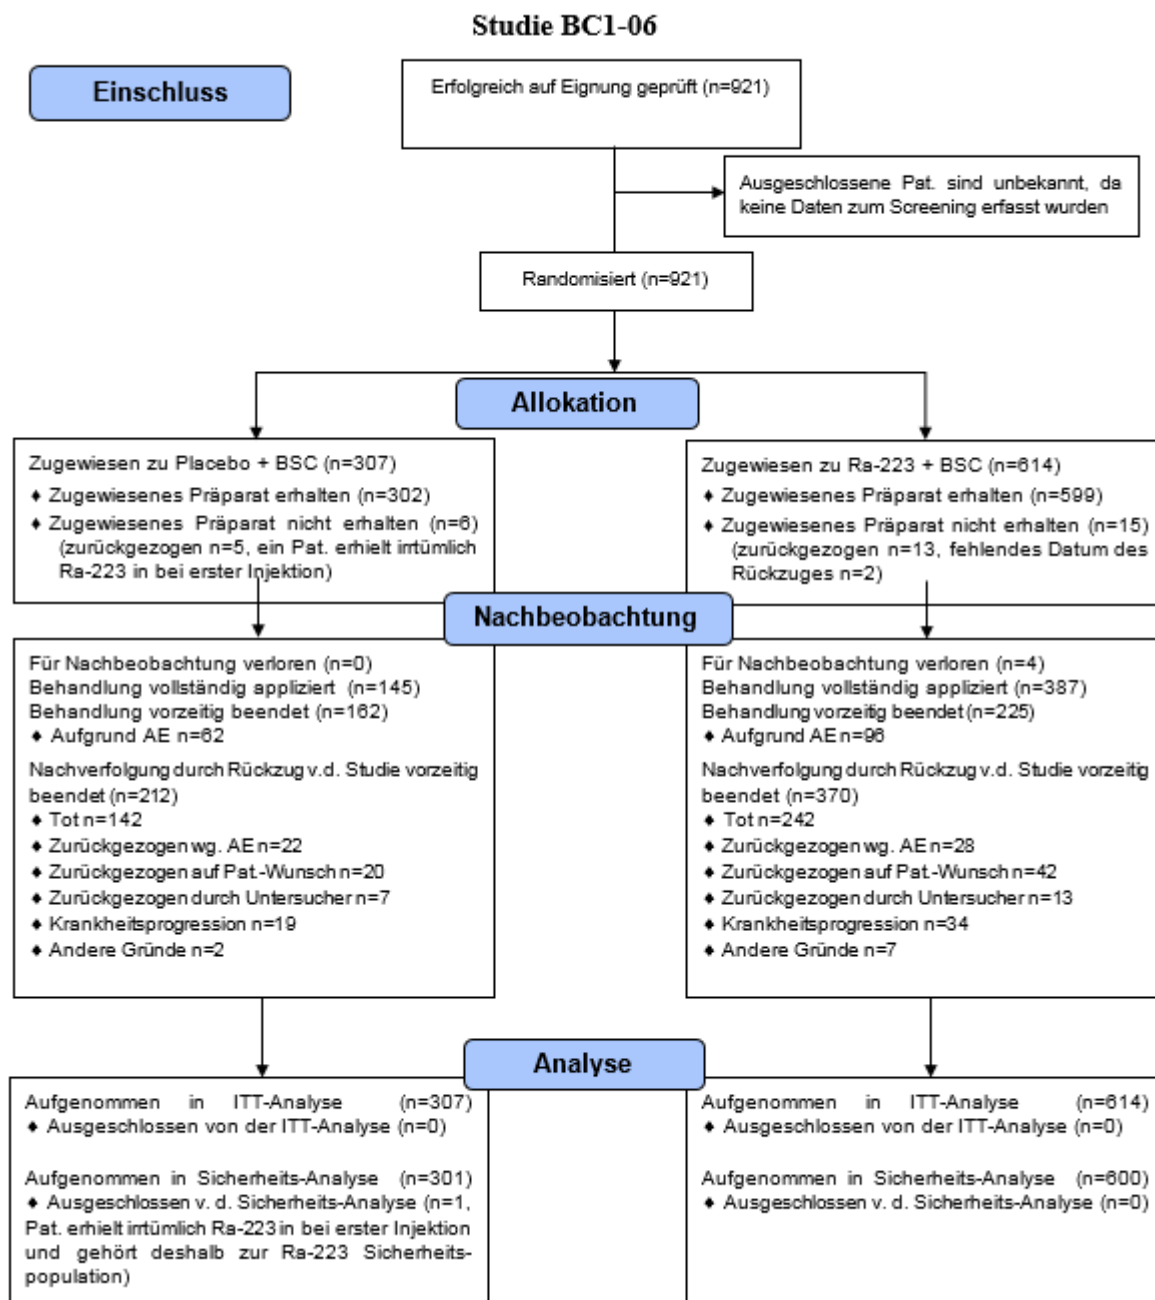 Studie BC1-06
Einschluss
Erfolgreich auf Eignung geprüft (n=921)
Ausgeschlossene Pat. sind unbekannt, da
keine Daten zum Screening erfasst wurden
Randomisiert (n=921)
Allokation
Zugewiesen zu Placebo + BSC (n=307)
♦ Zugewiesenes Präparat erhalten (n=302)
♦ Zugewiesenes Präparat nicht erhalten (n=6)
(zurückgezogen n=5, ein Pat. erhielt irrtümlich
Ra-223 in bei erster Injektion)
Zugewiesen zu Ra-223 + BSC (n=614)
♦ Zugewiesenes Präparat erhalten (n=599)
♦ Zugewiesenes Präparat nicht erhalten (n=15)
(zurückgezogen n=13, fehlendes Datum des
Rückzuges n=2)
Nachbeobachtung
Für Nachbeobachtung verloren (n=0)
Behandlung vollständig appliziert (n=145)
Behandlung vorzeitig beendet (n=162)
♦ Aufgrund AE n=62
Nachverfolgung durch Rückzug v.d. Studie vorzeitig
beendet (n=212)
♦ Tot n=142
♦ Zurückgezogen wg. AE n=22
♦ Zurückgezogen auf Pat.-Wunsch n=20
♦ Zurückgezogen durch Untersucher n=7
♦ Krankheitsprogression n=19
♦ Andere Gründe n=2
Für Nachbeobachtung verloren (n=4)
Behandlung vollständig appliziert (n=387)
Behandlung vorzeitig beendet (n=225)
♦ Aufgrund AE n=96
Nachverfolgung durch Rückzug v.d. Studie vorzeitig
beendet (n=370)
♦ Tot n=242
♦ Zurückgezogen wg. AE n=28
♦ Zurückgezogen auf Pat.-Wunsch n=42
♦ Zurückgezogen durch Untersucher n=13
♦ Krankheitsprogression n=34
♦ Andere Gründe n=7
Analyse
Aufgenommen in ITT-Analyse (n=307)
♦ Ausgeschlossen von der ITT-Analyse (n=0)
Aufgenommen in Sicherheits-Analyse (n=301)
♦ Ausgeschlossen v. d. Sicherheits-Analyse (n=1,
Pat. erhielt irrtümlich Ra-223 in bei erster Injektion
und gehört deshalb zur Ra-223 Sicherheits-
population)
Aufgenommen in ITT-Analyse (n=614)
♦ Ausgeschlossen von der ITT-Analyse (n=0)
Aufgenommen in Sicherheits-Analyse (n=600)
♦ Ausgeschlossen v. d. Sicherheits-Analyse (n=0)